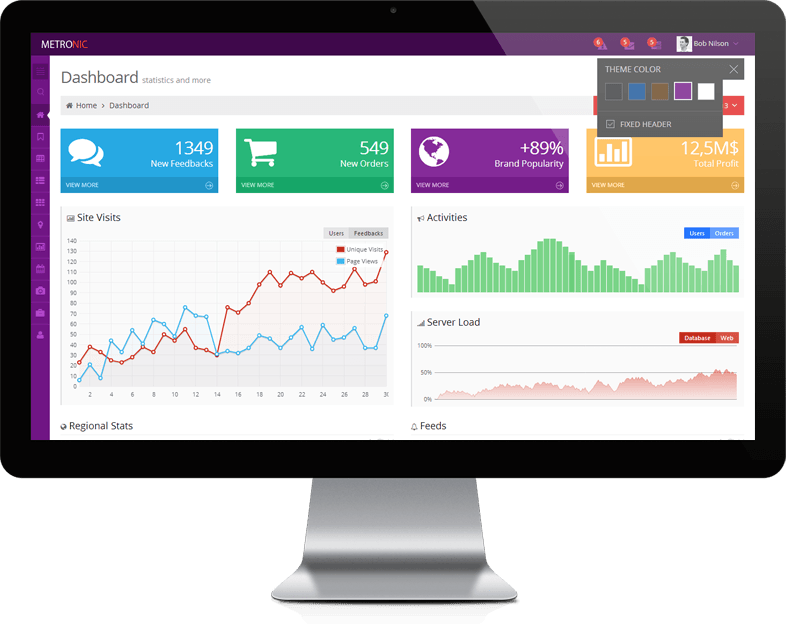 METRONIC
6
5
5
Bob Nilson
Dashboard statistics and more
THEME COLOR
Home > Dashboard
3
FIXED HEADER
1349
New Feedbacks
VIEW MORE
549
New Orders
VIEW MORE
+89%
Brand Popularity
VIEW MORE
12,5M$
Total Profit
VIEW MORE
Site Visits
Users Feedbacks
Unique Visits
Page Views
140
130
120
110
100
90
80
70
60
50
40
30
20
10
0
2 4 6 8 10 12 14 16 18 20 22 24 26 28 30
Activities
Users Orders
Server Load
Database Web
100%
50%
0%
Regional Stats
Feeds